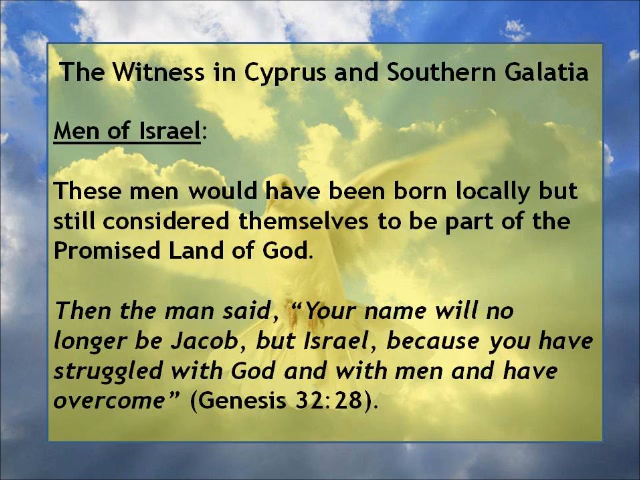 The Witness in Cyprus and Southern Galatia
Men of Israel:
These men would have been born locally but
still considered themselves to be part of the
Promised Land of God.
Then the man said, “Your name will no
longer be Jacob, but Israel, because you have
struggled with God and with men and have
overcome” (Genesis 32:28).